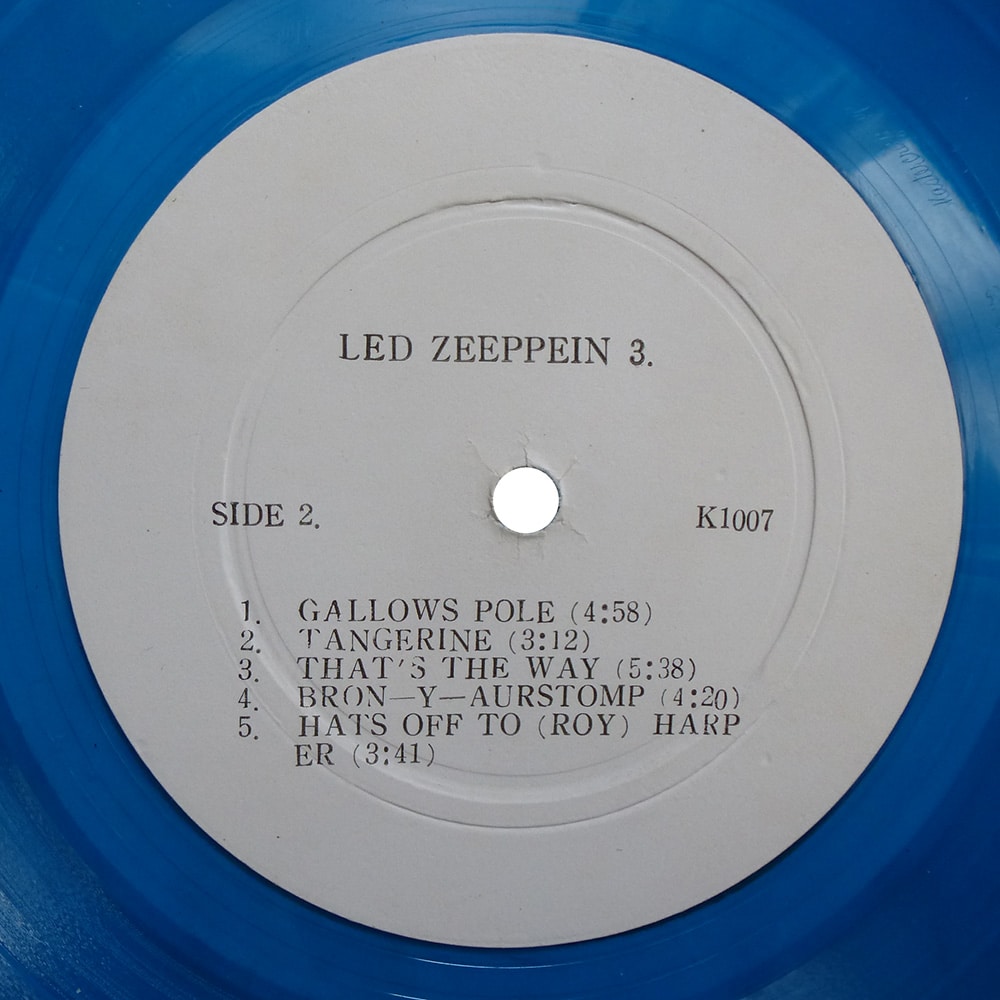 LED ZEEPPEIN 3.
SIDE 2.
K1007
1. GALLOWS POLE (4:58)
2. TANGERINE (3:12)
3. THAT'S THE WAY (5:38)
4. BRON—Y—AURSTOMP (4:20)
5. HATS OFF TO (ROY) HARP
ER (3:41)